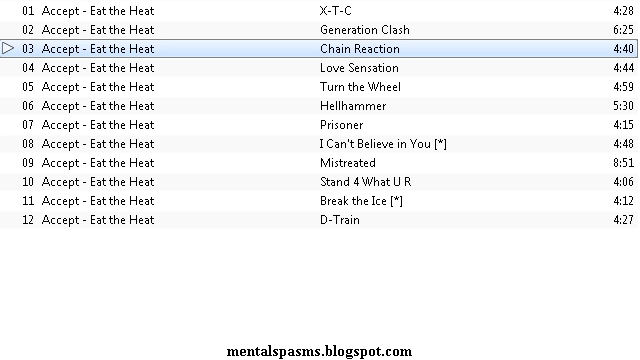 01 Accept - Eat the Heat X-T-C 4:28
02 Accept - Eat the Heat Generation Clash 6:25
03 Accept - Eat the Heat Chain Reaction 4:40
04 Accept - Eat the Heat Love Sensation 4:44
05 Accept - Eat the Heat Turn the Wheel 4:59
06 Accept - Eat the Heat Hellhammer 5:30
07 Accept - Eat the Heat Prisoner 4:15
08 Accept - Eat the Heat I Can't Believe in You [*] 4:48
09 Accept - Eat the Heat Mistreated 8:51
10 Accept - Eat the Heat Stand 4 What U R 4:06
11 Accept - Eat the Heat Break the Ice [*] 4:12
12 Accept - Eat the Heat D-Train 4:27
mentalspasms.blogspot.com